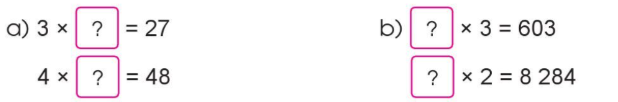 a) 3 × ? = 27
4 × ? = 48
b) ? × 3 = 603
? × 2 = 8 284